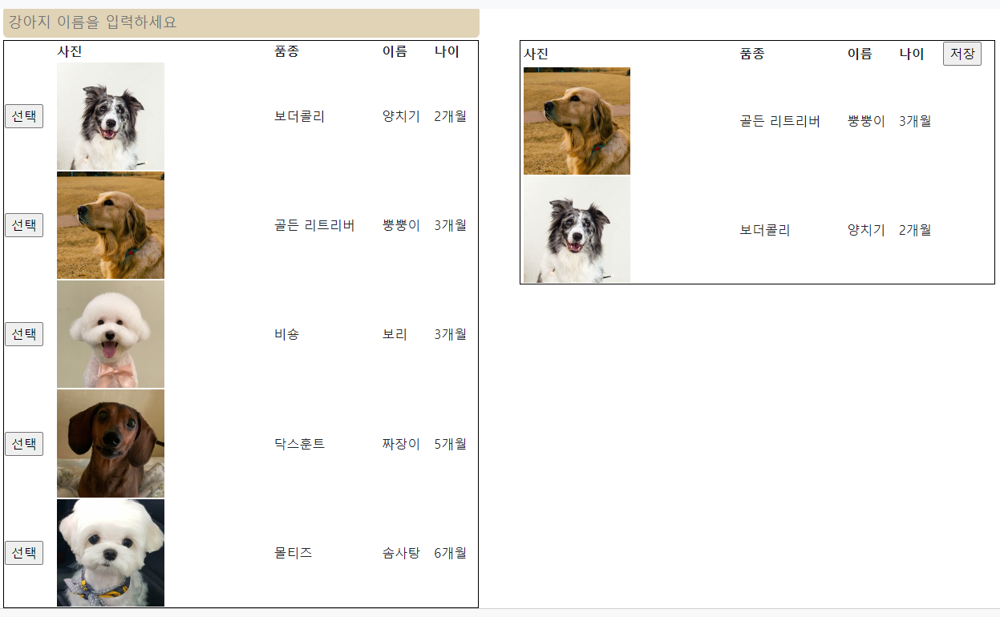 강아지 이름을 입력하세요
사진 품종 이름 나이
선택 보더콜리 양치기 2개월
선택 골든 리트리버 뽕뽕이 3개월
선택 비숑 보리 3개월
선택 닥스훈트 짜장이 5개월
선택 몰티즈 솜사탕 6개월
사진 품종 이름 나이 저장
골든 리트리버 뽕뽕이 3개월
보더콜리 양치기 2개월